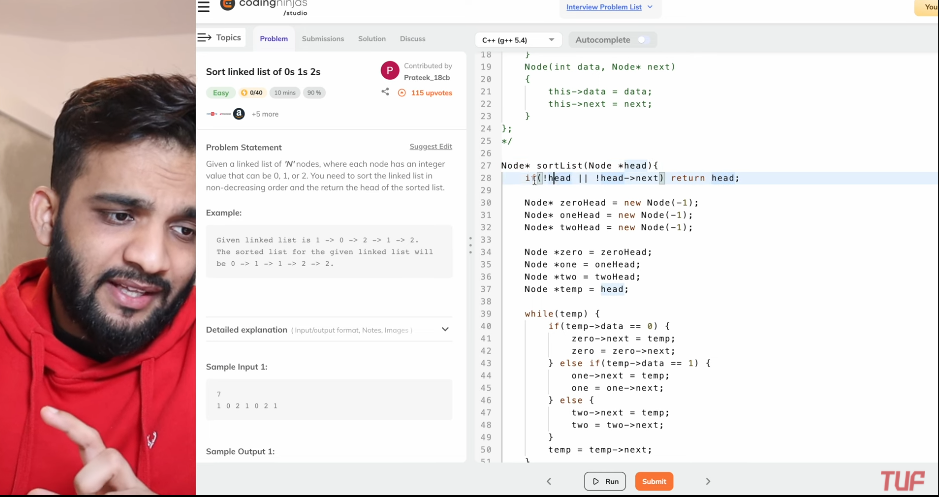 codingninjas
/studio
Interview Problem List
You
Topics
Problem
Submissions
Solution
Discuss
C++ (g++ 5.4)
Autocomplete
Sort linked list of 0s 1s 2s
Easy
0/40
10 mins
90 %
Contributed by
Prateek_18cb
115 upvotes
+5 more
Problem Statement
Suggest Edit
Given a linked list of 'N' nodes, where each node has an integer
value that can be 0, 1, or 2. You need to sort the linked list in
non-decreasing order and the return the head of the sorted list.
Example:
Given linked list is 1 -> 0 -> 2 -> 1 -> 2.
The sorted list for the given linked list will
be 0 -> 1 -> 1 -> 2 -> 2.
Detailed explanation ( Input/output format, Notes, Images )
Sample Input 1:
7
1 0 2 1 0 2 1
Sample Output 1:
18 }
19 Node(int data, Node* next)
20 {
21 this->data = data;
22 this->next = next;
23 }
24 };
25 */
26
27 Node* sortList(Node *head){
28 if(!head || !head->next) return head;
29
30 Node* zeroHead = new Node(-1);
31 Node* oneHead = new Node(-1);
32 Node* twoHead = new Node(-1);
33
34 Node *zero = zeroHead;
35 Node *one = oneHead;
36 Node *two = twoHead;
37 Node *temp = head;
38
39 while(temp) {
40 if(temp->data == 0) {
41 zero->next = temp;
42 zero = zero->next;
43 } else if(temp->data == 1) {
44 one->next = temp;
45 one = one->next;
46 } else {
47 two->next = temp;
48 two = two->next;
49 }
50 temp = temp->next;
51 }
Run
Submit
TUF